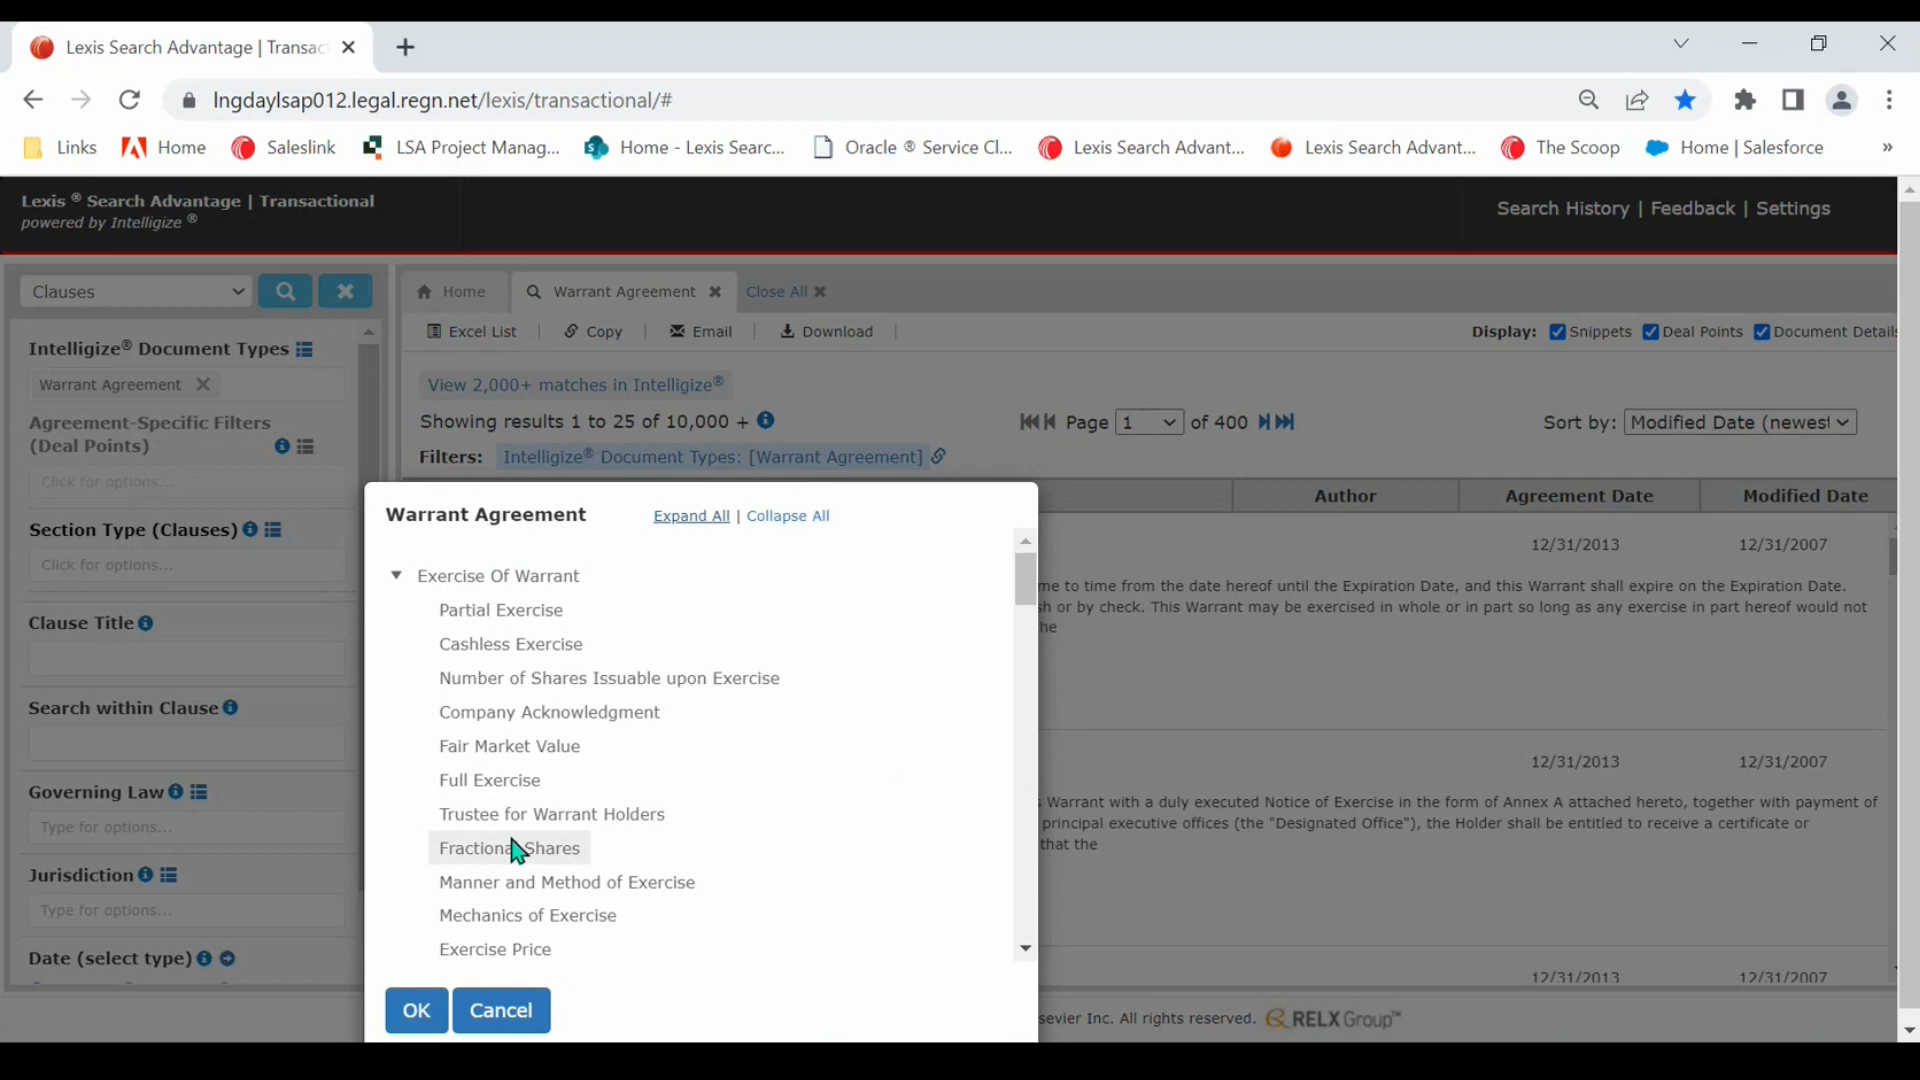 Lexis Search Advantage | Transac
lngdaylsap012.legal.regn.net/lexis/transactional/#
Links Home Saleslink LSA Project Manag... Home - Lexis Searc... Oracle ® Service Cl... Lexis Search Advant... Lexis Search Advant... The Scoop Home | Salesforce »
Lexis ® Search Advantage | Transactional
powered by Intelligize ®
Search History | Feedback | Settings
Clauses
Home Warrant Agreement Close All
Excel List Copy Email Download
Display: Snippets Deal Points Document Details
Intelligize® Document Types
Warrant Agreement
Agreement-Specific Filters
(Deal Points)
Click for options...
Section Type (Clauses)
Click for options...
Clause Title
Search within Clause
Governing Law
Type for options...
Jurisdiction
Type for options...
Date (select type)
View 2,000+ matches in Intelligize®
Showing results 1 to 25 of 10,000 +
Page 1 of 400
Sort by: Modified Date (newest
Filters: Intelligize® Document Types: [Warrant Agreement]
Author Agreement Date Modified Date
Warrant Agreement Expand All | Collapse All
Exercise Of Warrant
Partial Exercise
Cashless Exercise
Number of Shares Issuable upon Exercise
Company Acknowledgment
Fair Market Value
Full Exercise
Trustee for Warrant Holders
Fractional Shares
Manner and Method of Exercise
Mechanics of Exercise
Exercise Price
OK Cancel
12/31/2013 12/31/2007
me to time from the date hereof until the Expiration Date, and this Warrant shall expire on the Expiration Date.
sh or by check. This Warrant may be exercised in whole or in part so long as any exercise in part hereof would not
he
12/31/2013 12/31/2007
s Warrant with a duly executed Notice of Exercise in the form of Annex A attached hereto, together with payment of
principal executive offices (the "Designated Office"), the Holder shall be entitled to receive a certificate or
that the
12/31/2013 12/31/2007
sevier Inc. All rights reserved. RELX Group™